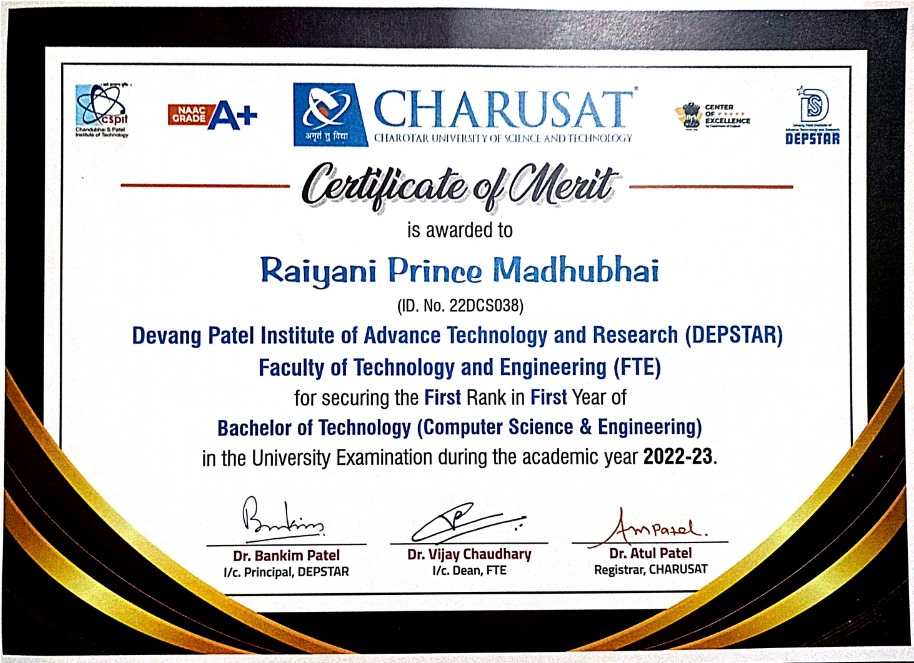 cspit
Chandubhai S Patel
Institute of Technology
NAAC
GRADE A+
अमृतं तु विद्या
CHARUSAT
CHAROTAR UNIVERSITY OF SCIENCE AND TECHNOLOGY
CENTER
OF
EXCELLENCE
DEPSTAR
Certificate of Merit
is awarded to
Raiyani Prince Madhubhai
(ID. No. 22DCS038)
Devang Patel Institute of Advance Technology and Research (DEPSTAR)
Faculty of Technology and Engineering (FTE)
for securing the First Rank in First Year of
Bachelor of Technology (Computer Science & Engineering)
in the University Examination during the academic year 2022-23.
Dr. Bankim Patel
I/c. Principal, DEPSTAR
Dr. Vijay Chaudhary
I/c. Dean, FTE
Ampatel.
Dr. Atul Patel
Registrar, CHARUSAT